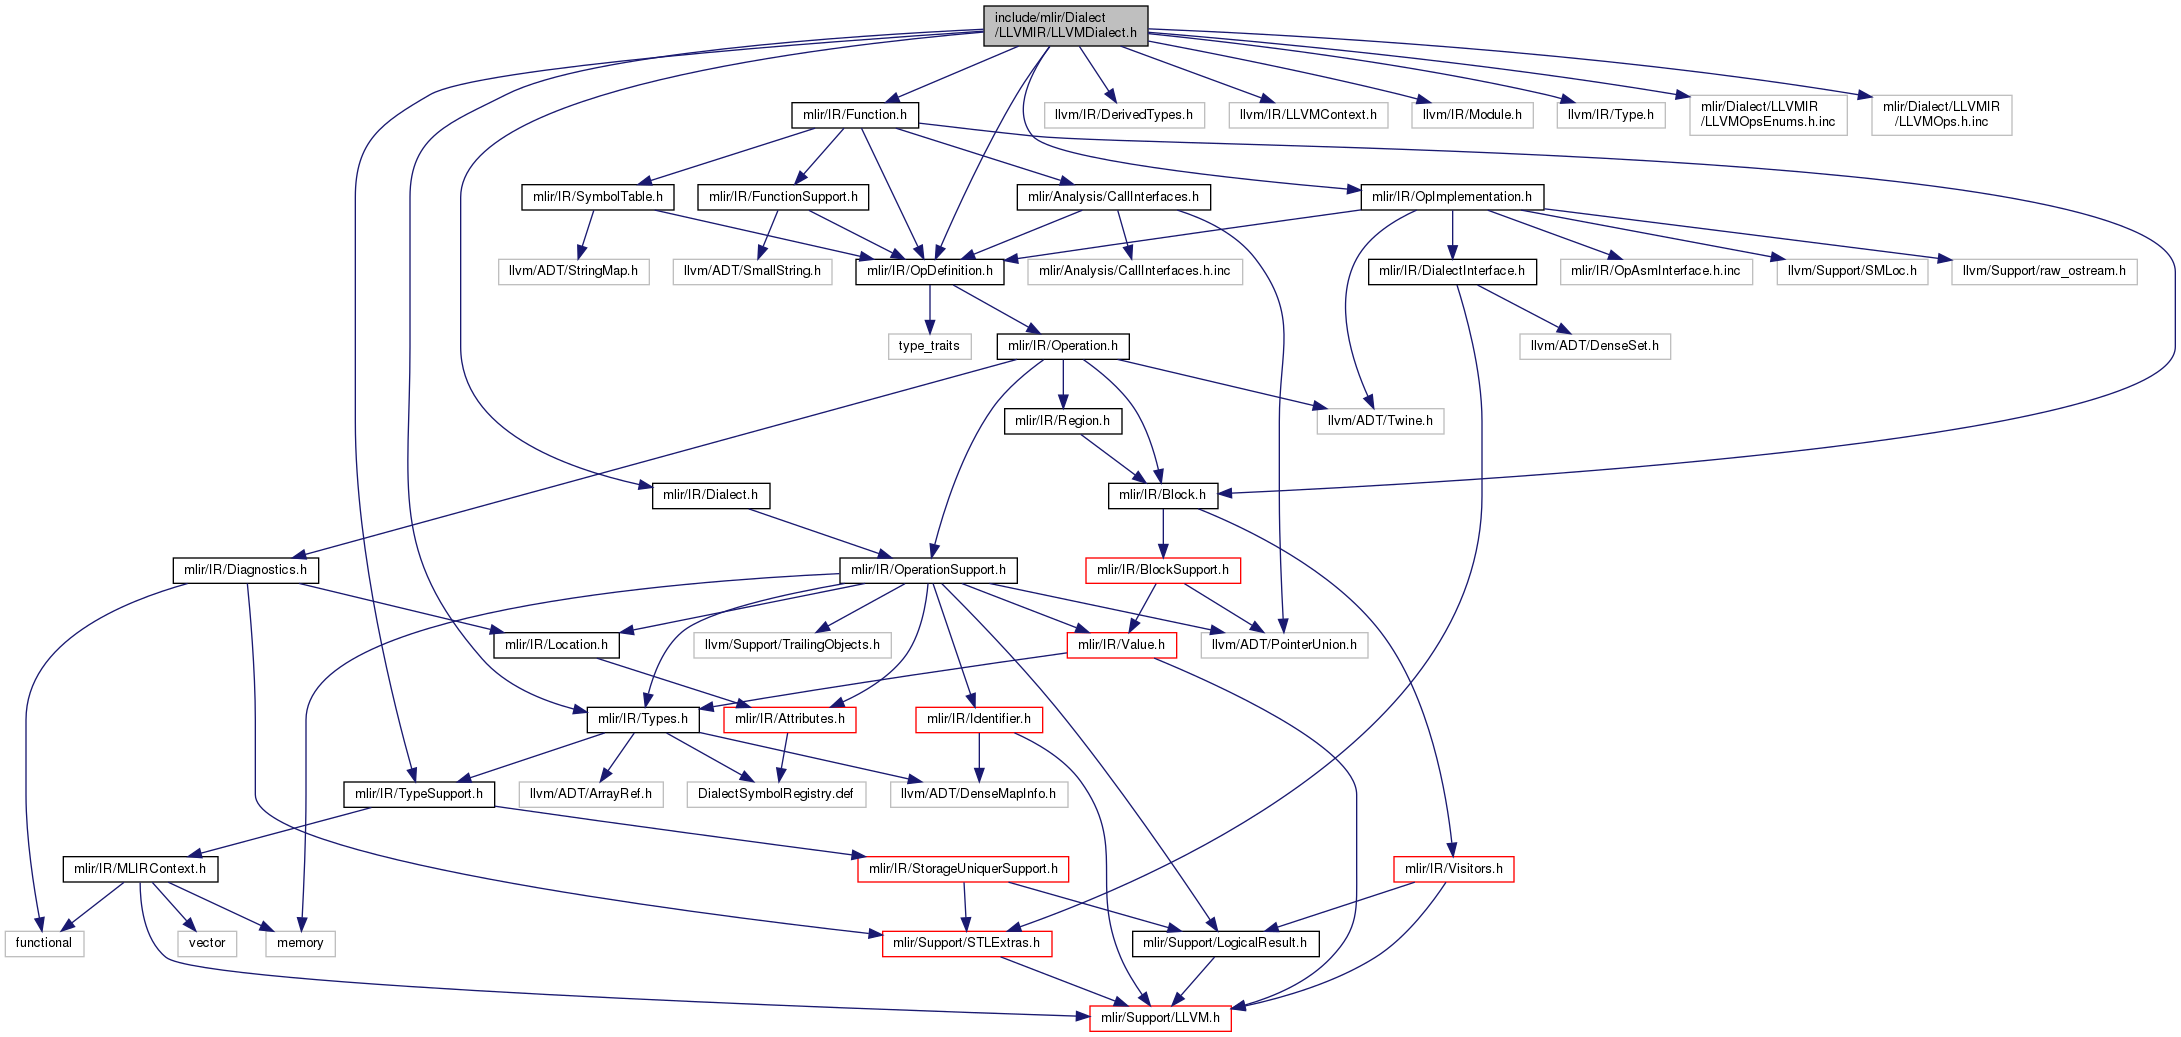 include/mlir/Dialect
/LLVMIR/LLVMDialect.h
mlir/IR/Function.h
llvm/IR/DerivedTypes.h
llvm/IR/LLVMContext.h
llvm/IR/Module.h
llvm/IR/Type.h
mlir/Dialect/LLVMIR
/LLVMOpsEnums.h.inc
mlir/Dialect/LLVMIR
/LLVMOps.h.inc
mlir/IR/SymbolTable.h
mlir/IR/FunctionSupport.h
mlir/Analysis/CallInterfaces.h
mlir/IR/OpImplementation.h
llvm/ADT/StringMap.h
llvm/ADT/SmallString.h
mlir/IR/OpDefinition.h
mlir/Analysis/CallInterfaces.h.inc
mlir/IR/DialectInterface.h
mlir/IR/OpAsmInterface.h.inc
llvm/Support/SMLoc.h
llvm/Support/raw_ostream.h
type_traits
mlir/IR/Operation.h
llvm/ADT/DenseSet.h
mlir/IR/Region.h
llvm/ADT/Twine.h
mlir/IR/Dialect.h
mlir/IR/Block.h
mlir/IR/Diagnostics.h
mlir/IR/OperationSupport.h
mlir/IR/BlockSupport.h
mlir/IR/Location.h
llvm/Support/TrailingObjects.h
mlir/IR/Value.h
llvm/ADT/PointerUnion.h
mlir/IR/Types.h
mlir/IR/Attributes.h
mlir/IR/Identifier.h
mlir/IR/TypeSupport.h
llvm/ADT/ArrayRef.h
DialectSymbolRegistry.def
llvm/ADT/DenseMapInfo.h
mlir/IR/MLIRContext.h
mlir/IR/StorageUniquerSupport.h
mlir/IR/Visitors.h
functional
vector
memory
mlir/Support/STLExtras.h
mlir/Support/LogicalResult.h
mlir/Support/LLVM.h